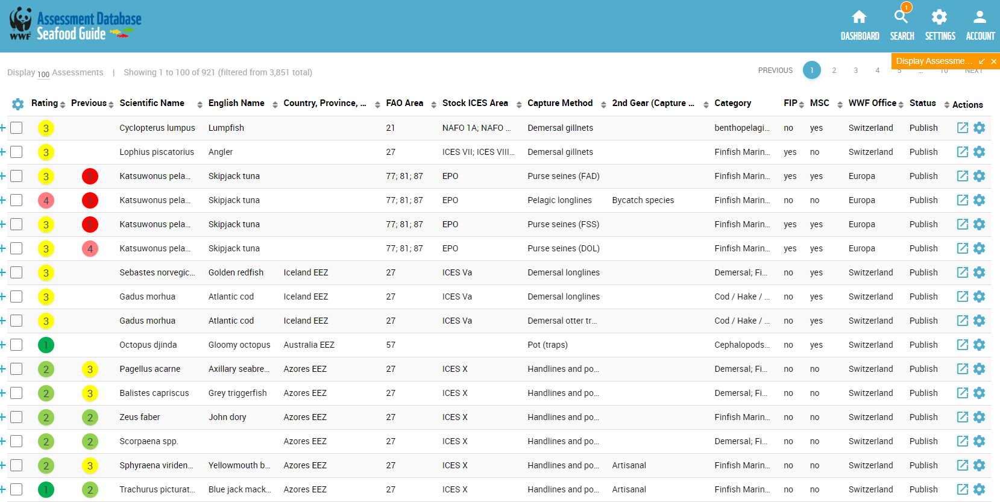 Assessment Database
Seafood Guide
WWF
1
DASHBOARD SEARCH SETTINGS ACCOUNT
Display Assessme...
Display 100 Assessments | Showing 1 to 100 of 921 (filtered from 3,851 total)
PREVIOUS 1 2 3 4 5 ... 10 NEXT
Rating Previous Scientific Name English Name Country, Province, ... FAO Area Stock ICES Area Capture Method 2nd Gear (Capture ... Category FIP MSC WWF Office Status Actions
3 Cyclopterus lumpus Lumpfish 21 NAFO 1A; NAFO ... Demersal gillnets benthopelagi... no yes Switzerland Publish
3 Lophius piscatorius Angler 27 ICES VII; ICES VIII... Demersal gillnets Finfish Marin... yes no Switzerland Publish
3 5 Katsuwonus pela... Skipjack tuna 77; 81; 87 EPO Purse seines (FAD) Finfish Marin... yes yes Europa Publish
4 5 Katsuwonus pela... Skipjack tuna 77; 81; 87 EPO Pelagic longlines Bycatch species Finfish Marin... no no Europa Publish
3 5 Katsuwonus pela... Skipjack tuna 77; 81; 87 EPO Purse seines (FSS) Finfish Marin... yes yes Europa Publish
3 4 Katsuwonus pela... Skipjack tuna 77; 81; 87 EPO Purse seines (DOL) Finfish Marin... yes yes Europa Publish
3 Sebastes norvegic... Golden redfish Iceland EEZ 27 ICES Va Demersal longlines Demersal; Fi... no yes Switzerland Publish
3 Gadus morhua Atlantic cod Iceland EEZ 27 ICES Va Demersal longlines Cod / Hake / ... no yes Switzerland Publish
3 Gadus morhua Atlantic cod Iceland EEZ 27 ICES Va Demersal otter tr... Cod / Hake / ... no yes Switzerland Publish
1 Octopus djinda Gloomy octopus Australia EEZ 57 Pot (traps) Cephalopods... no yes Switzerland Publish
2 3 Pagellus acarne Axillary seabre... Azores EEZ 27 ICES X Handlines and po... Demersal; Fi... no no Switzerland Publish
2 3 Balistes capriscus Grey triggerfish Azores EEZ 27 ICES X Handlines and po... Demersal; Fi... no no Switzerland Publish
2 2 Zeus faber John dory Azores EEZ 27 ICES X Handlines and po... Finfish Marin... no no Switzerland Publish
2 2 Scorpaena spp. Azores EEZ 27 ICES X Handlines and po... Demersal; Fi... no no Switzerland Publish
2 3 Sphyraena viriden... Yellowmouth b... Azores EEZ 27 ICES X Handlines and po... Artisanal Finfish Marin... no no Switzerland Publish
1 2 Trachurus picturat... Blue jack mack... Azores EEZ 27 ICES X Handlines and po... Artisanal Finfish Marin... no no Switzerland Publish